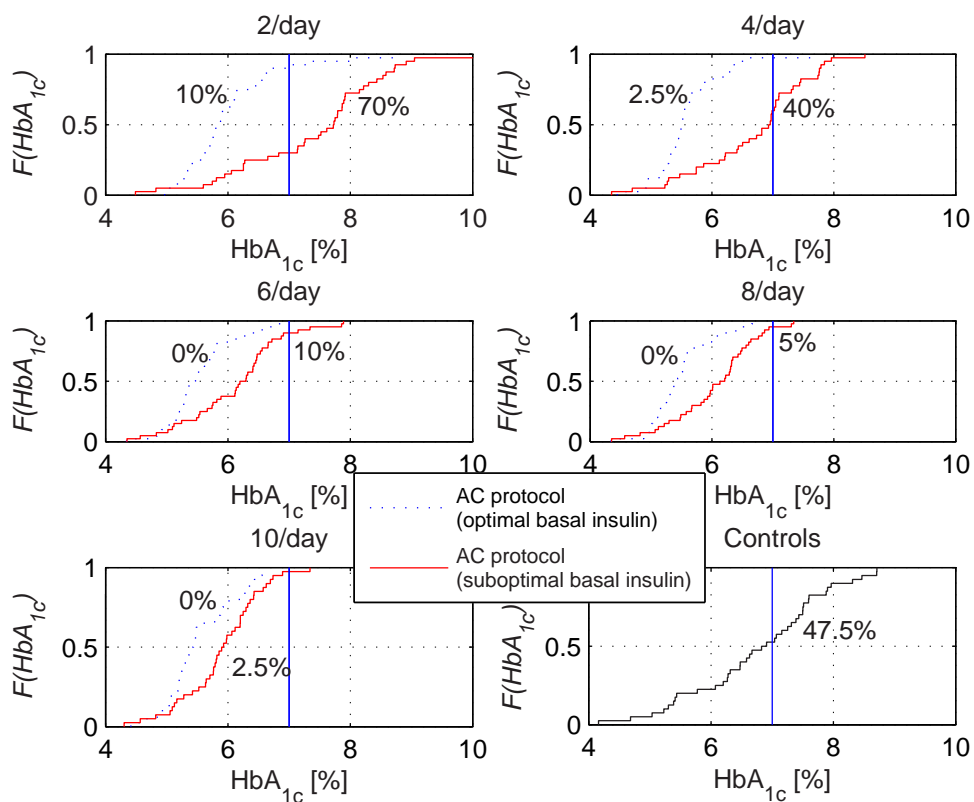 2/day
4/day
1
0.5
0
F(HbA1c)
10%
70%
4
6
8
10
HbA1c [%]
1
0.5
0
F(HbA1c)
2.5%
40%
4
6
8
10
HbA1c [%]
6/day
8/day
1
0.5
0
F(HbA1c)
0%
10%
4
6
8
10
HbA1c [%]
1
0.5
0
F(HbA1c)
0%
5%
4
6
8
10
HbA1c [%]
AC protocol
(optimal basal insulin)
AC protocol
(suboptimal basal insulin)
10/day
Controls
1
0.5
0
F(HbA1c)
0%
2.5%
4
6
8
10
HbA1c [%]
1
0.5
0
F(HbA1c)
47.5%
4
6
8
10
HbA1c [%]